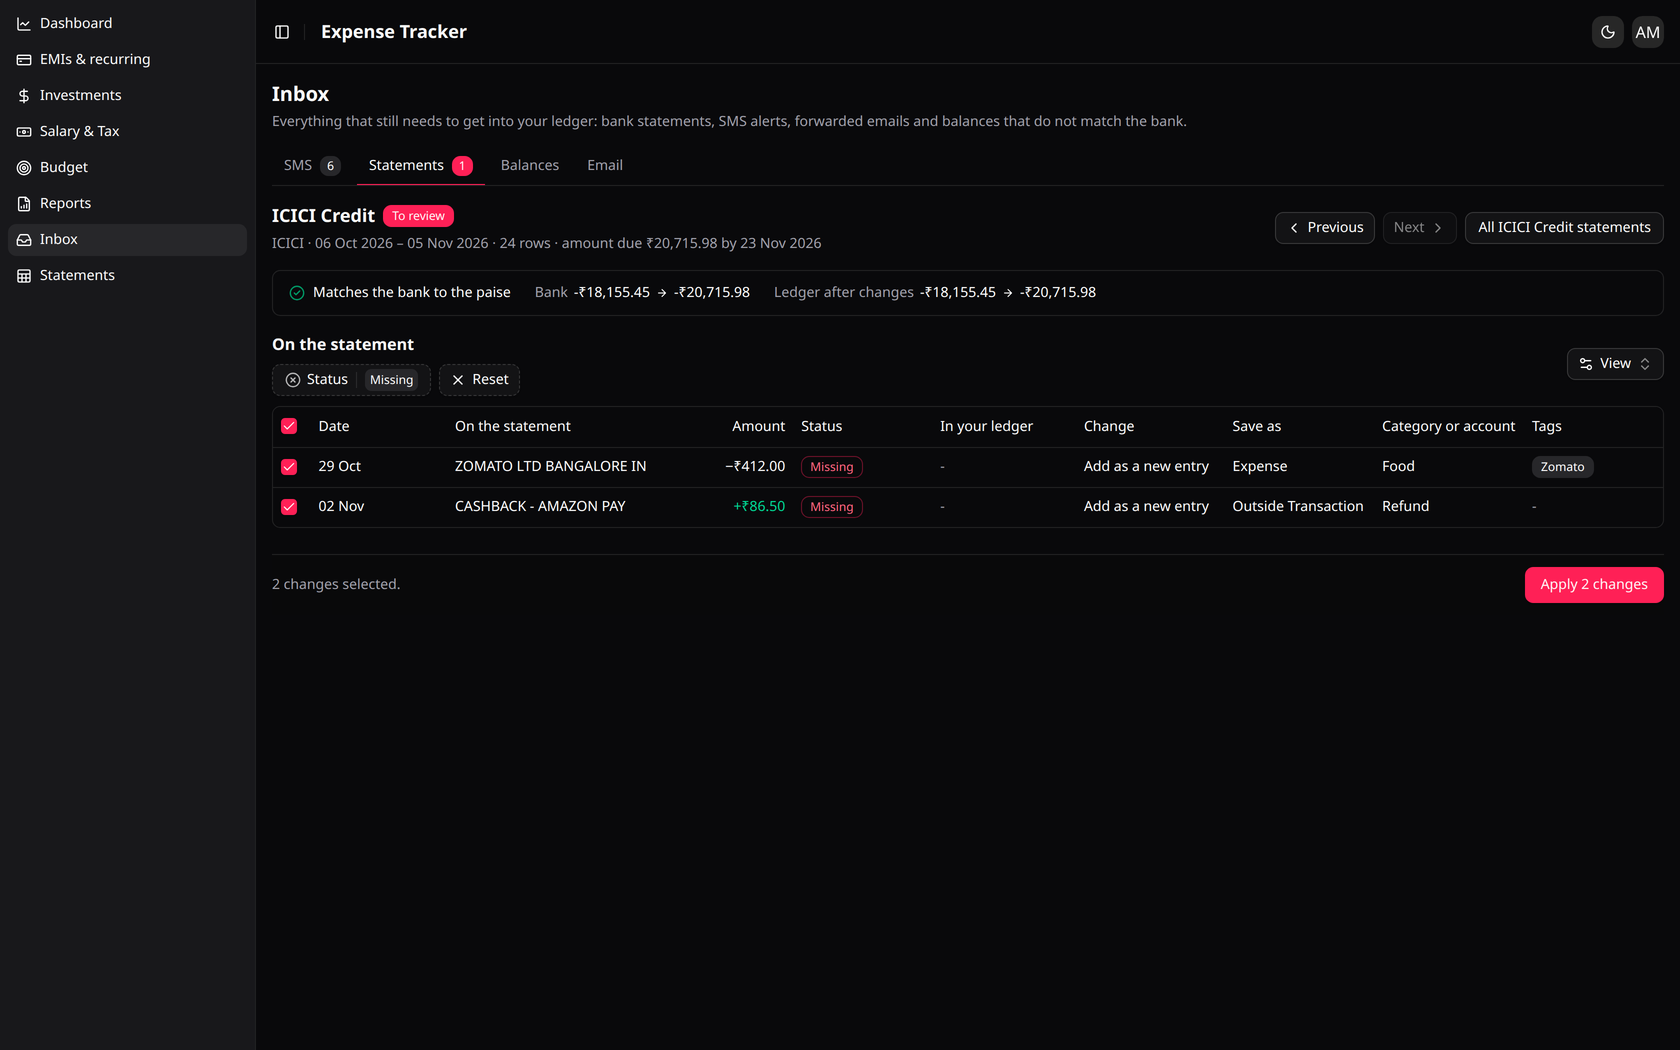 Dashboard
EMIs & recurring
Investments
Salary & Tax
Budget
Reports
Inbox
Statements
Expense Tracker
AM
Inbox
Everything that still needs to get into your ledger: bank statements, SMS alerts, forwarded emails and balances that do not match the bank.
SMS 6 Statements 1 Balances Email
ICICI Credit To review
ICICI · 06 Oct 2026 – 05 Nov 2026 · 24 rows · amount due ₹20,715.98 by 23 Nov 2026
Previous Next All ICICI Credit statements
Matches the bank to the paise Bank -₹18,155.45 → -₹20,715.98 Ledger after changes -₹18,155.45 → -₹20,715.98
On the statement
Status Missing Reset View
Date On the statement Amount Status In your ledger Change Save as Category or account Tags
29 Oct ZOMATO LTD BANGALORE IN −₹412.00 Missing - Add as a new entry Expense Food Zomato
02 Nov CASHBACK - AMAZON PAY +₹86.50 Missing - Add as a new entry Outside Transaction Refund -
2 changes selected. Apply 2 changes